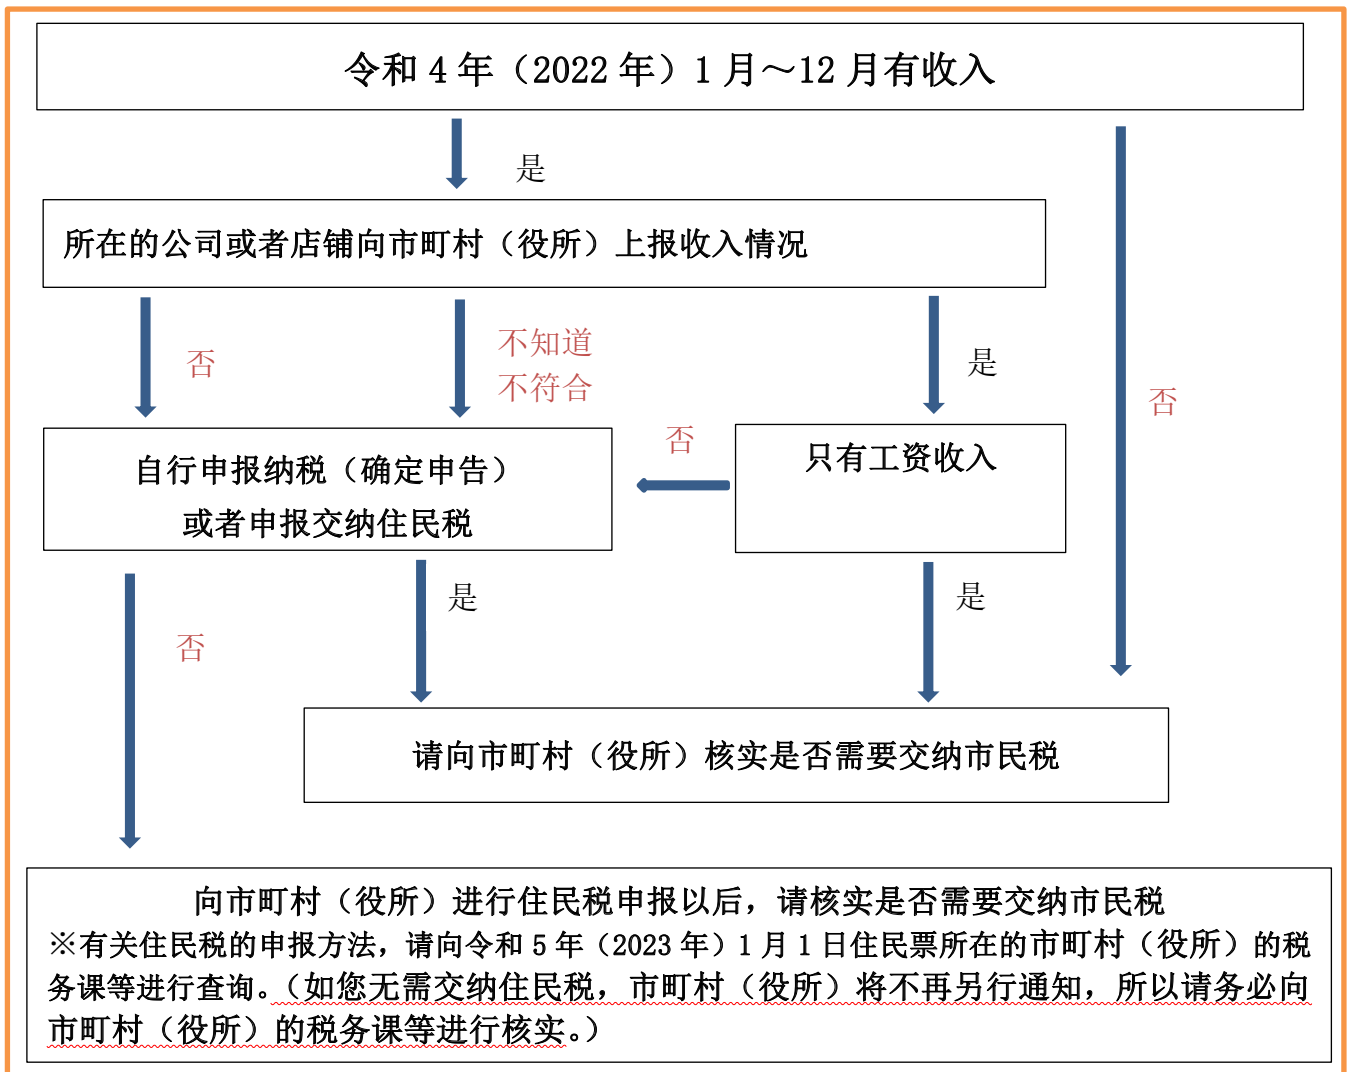 令和 4 年（2022 年）1 月～12 月有收入
是
所在的公司或者店铺向市町村（役所）上报收入情况
否
不知道
不符合
是
否
自行申报纳税（确定申告）
或者申报交纳住民税
否
只有工资收入
否
是
是
请向市町村（役所）核实是否需要交纳市民税
向市町村（役所）进行住民税申报以后，请核实是否需要交纳市民税
※有关住民税的申报方法，请向令和 5 年（2023 年）1 月 1 日住民票所在的市町村（役所）的税
务课等进行查询。（如您无需交纳住民税，市町村（役所）将不再另行通知，所以请务必向
市町村（役所）的税务课等进行核实。）